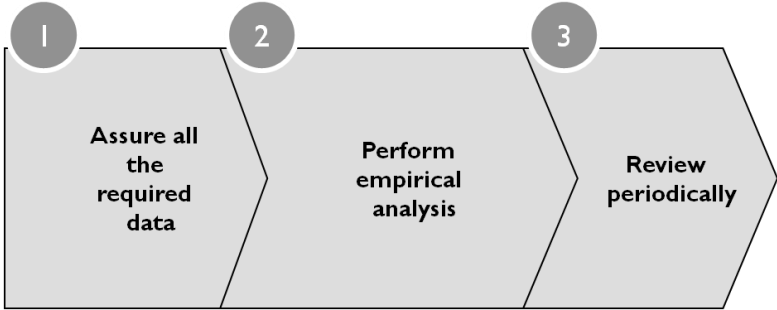 1
Assure all
the
required
data
2
Perform
empirical
analysis
3
Review
periodically